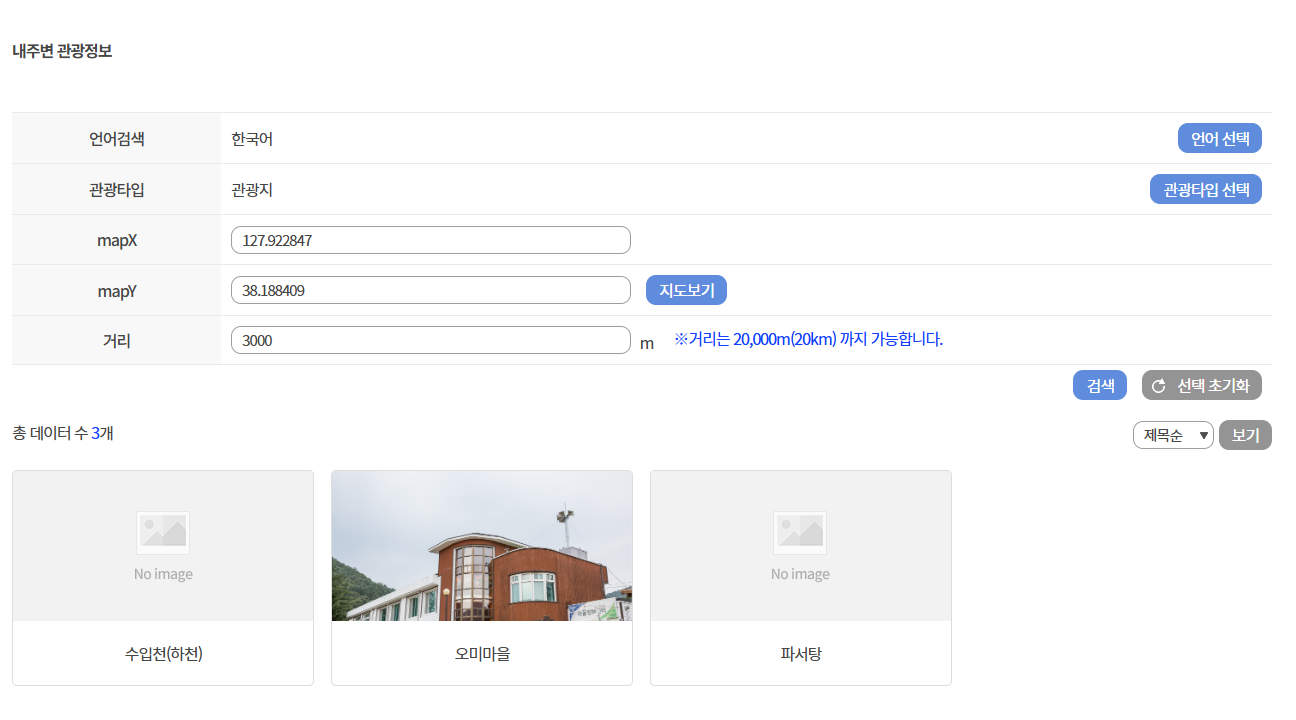 내주변 관광정보
언어검색 한국어 언어 선택
관광타입 관광지 관광타입 선택
mapX 127.922847
mapY 38.188409 지도보기
거리 3000 m ※거리는 20,000m(20km) 까지 가능합니다.
검색 선택 초기화
총 데이터 수 3개 제목순 보기
No image No image
수입천(하천) 오미마을 파서탕